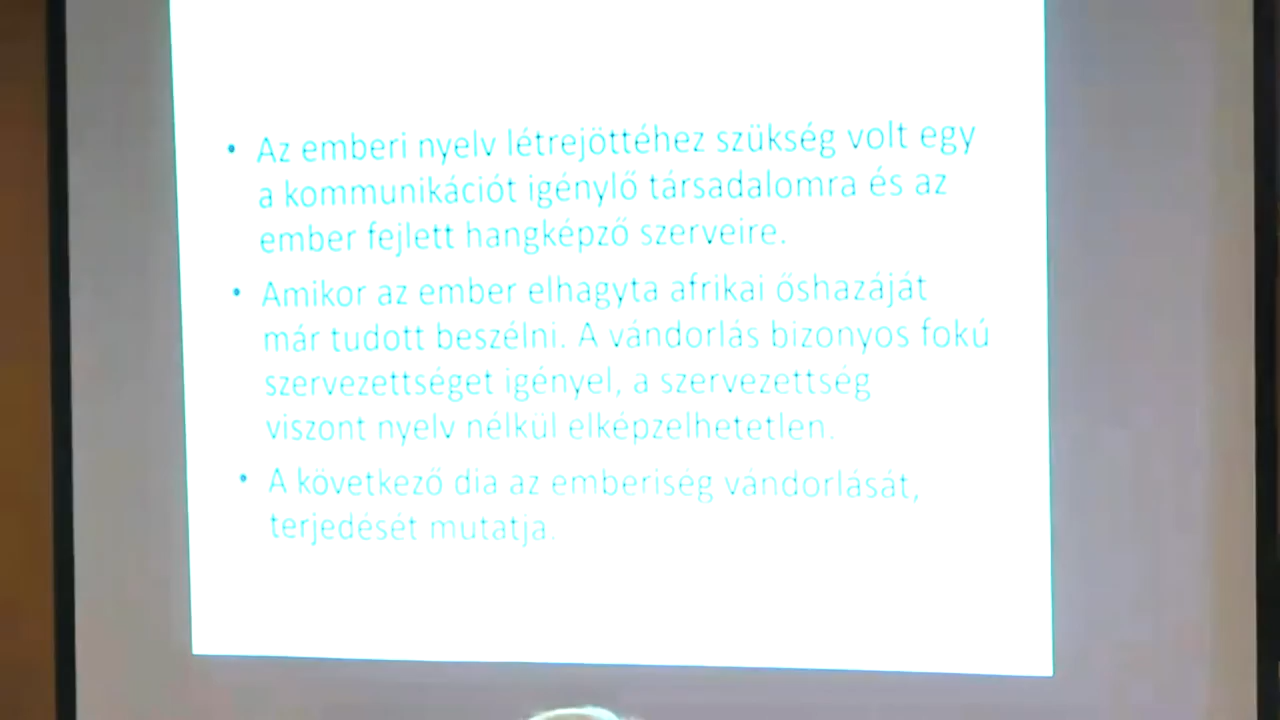 • Az emberi nyelv létrejöttéhez szükség volt egy
a kommunikációt igénylő társadalomra és az
ember fejlett hangképző szerveire.
• Amikor az ember elhagyta afrikai őshazáját
már tudott beszélni. A vándorlás bizonyos fokú
szervezettséget igényel, a szervezettség
viszont nyelv nélkül elképzelhetetlen.
• A következő dia az emberiség vándorlását,
terjedését mutatja.